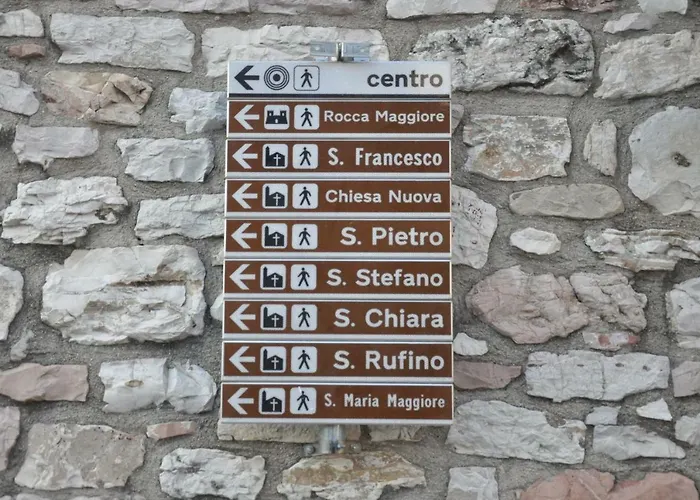 centro
Rocca Maggiore
S. Francesco
Chiesa Nuova
S. Pietro
S. Stefano
S. Chiara
S. Rufino
S. Maria Maggiore